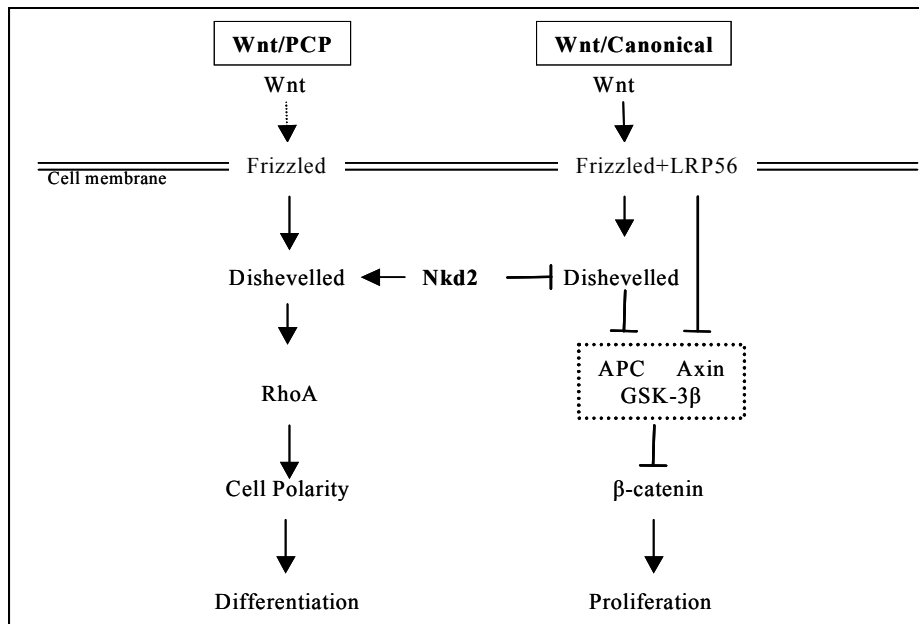 Wnt/PCP
Wnt/Canonical
Wnt
Wnt
Frizzled
Frizzled+LRP56
Cell membrane
Dishevelled
Nkd2
Dishevelled
APC Axin
GSK-3β
RhoA
Cell Polarity
β-catenin
Differentiation
Proliferation